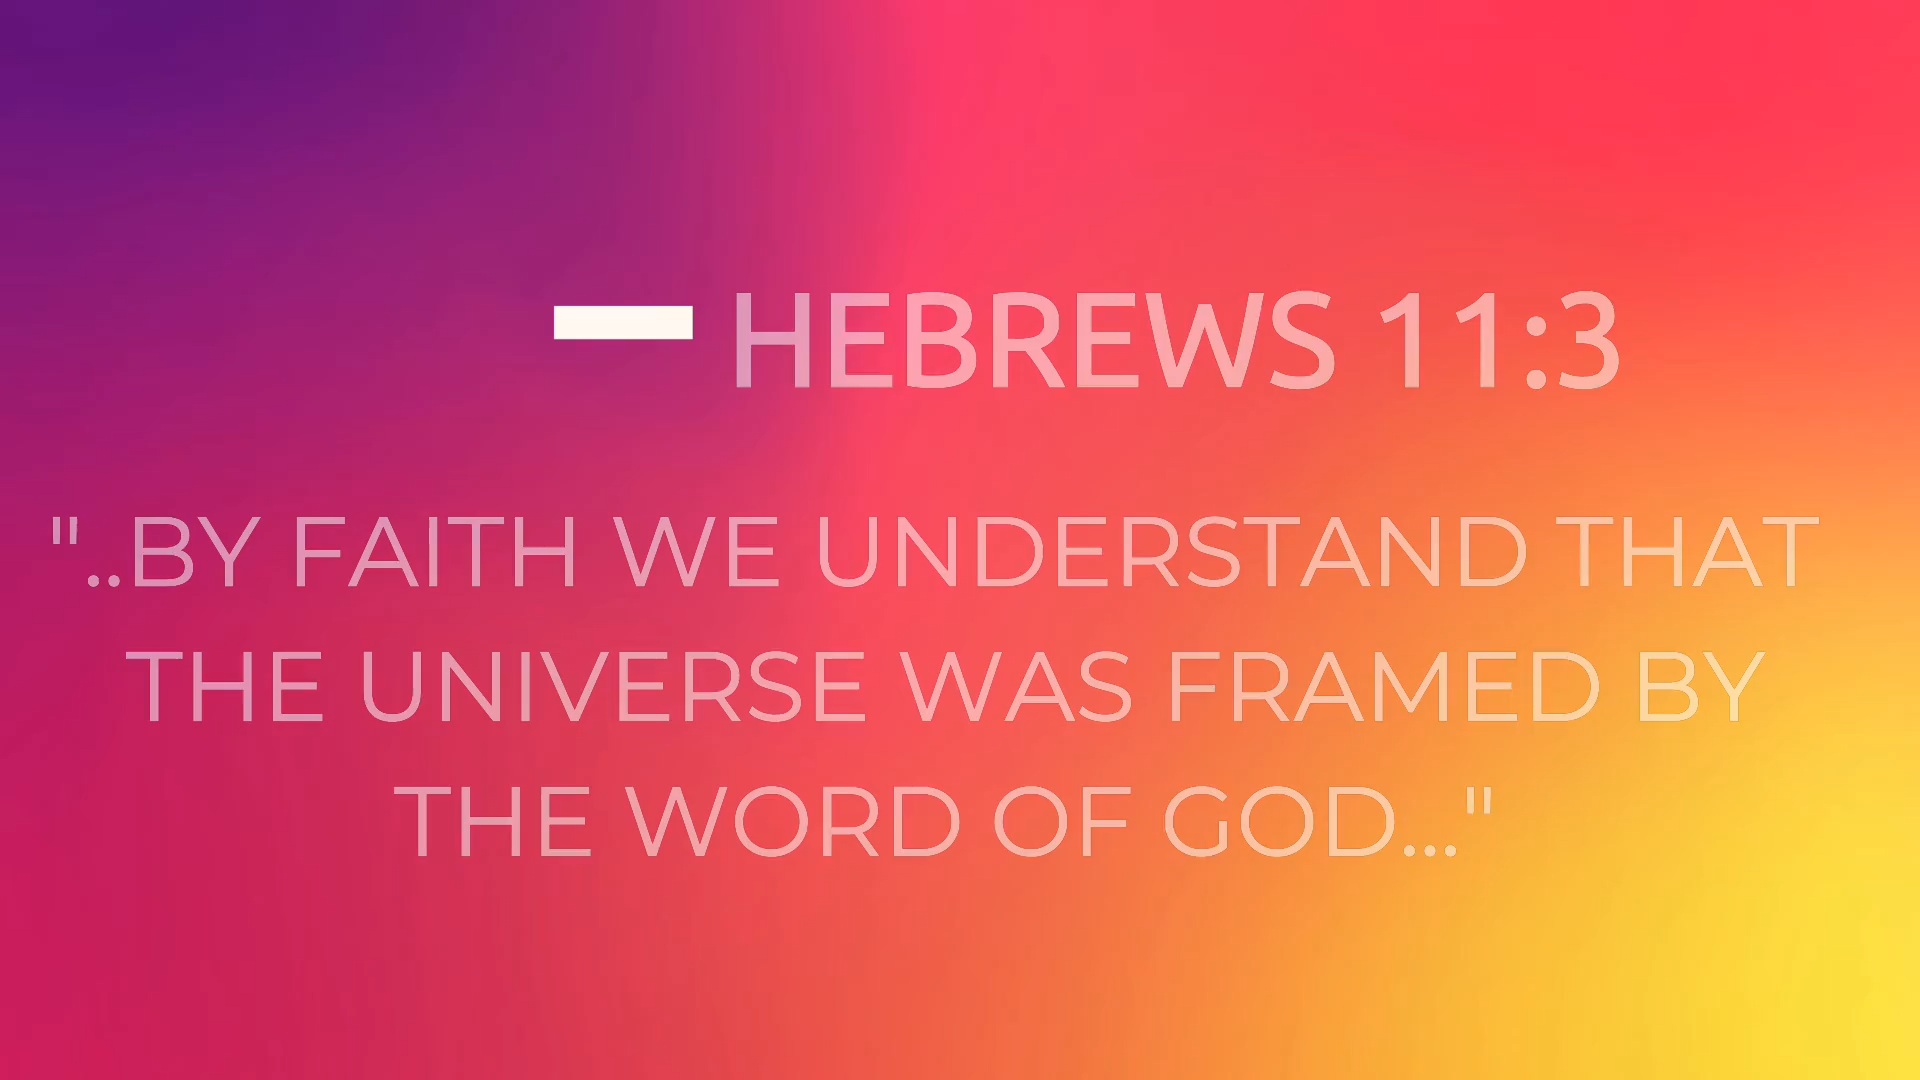 HEBREWS 11:3
"..BY FAITH WE UNDERSTAND THAT
THE UNIVERSE WAS FRAMED BY
THE WORD OF GOD..."